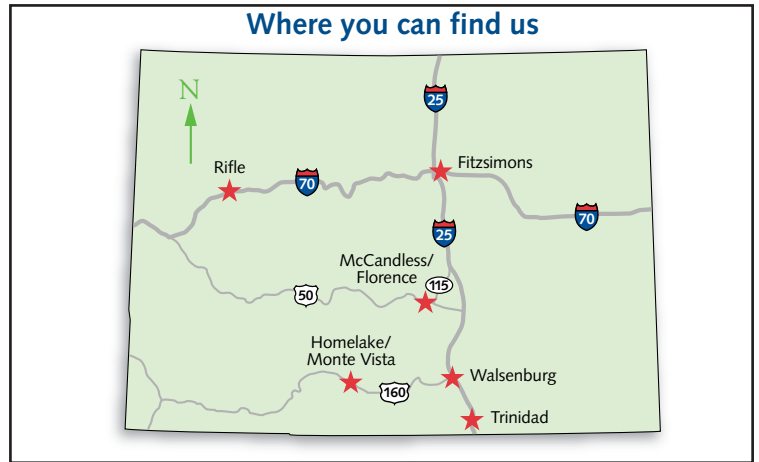 Where you can find us
25
N
Fitzsimons
Rifle
70
70
25
McCandless/
Florence
115
50
Homelake/
Monte Vista
Walsenburg
160
Trinidad